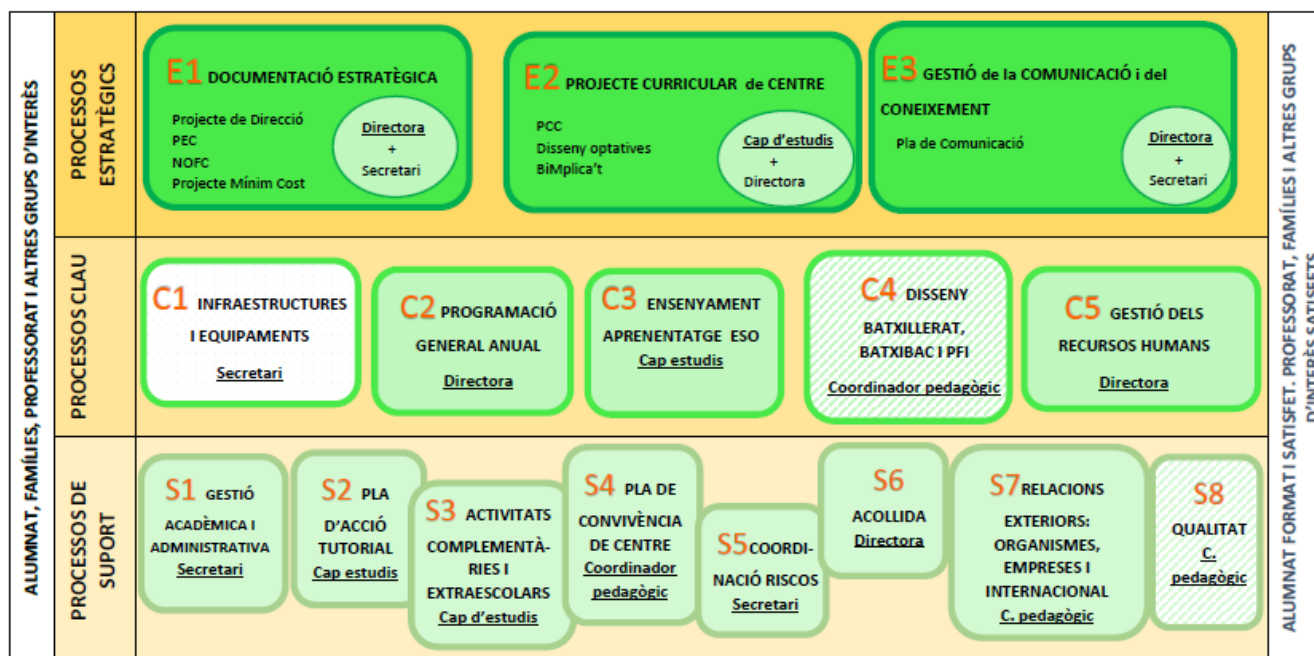 ALUMNAT, FAMÍLIES, PROFESSORAT I ALTRES GRUPS D'INTERÈS
PROCESSOS
ESTRATÈGICS
E1 DOCUMENTACIÓ ESTRATÈGICA
Projecte de Direcció
PEC
NOFC
Projecte Mínim Cost
Directora
+
Secretari
E2 PROJECTE CURRICULAR de CENTRE
PCC
Disseny optatives
BiMplica't
Cap d'estudis
+
Directora
E3 GESTIÓ de la COMUNICACIÓ i del
CONEIXEMENT
Pla de Comunicació
Directora
+
Secretari
PROCESSOS CLAU
C1 INFRAESTRUCTURES
I EQUIPAMENTS
Secretari
C2 PROGRAMACIÓ
GENERAL ANUAL
Directora
C3 ENSENYAMENT
APRENENTATGE ESO
Cap estudis
C4 DISSENY
BATXILLERAT,
BATXIBAC I PFI
Coordinador pedagògic
C5 GESTIÓ DELS
RECURSOS HUMANS
Directora
PROCESSOS DE
SUPORT
S1 GESTIÓ
ACADÈMICA I
ADMINISTRATIVA
Secretari
S2 PLA
D'ACCIÓ
TUTORIAL
Cap estudis
S3 ACTIVITATS
COMPLEMENTÀ-
RIES I
EXTRAESCOLARS
Cap d'estudis
S4 PLA DE
CONVIVÈNCIA
DE CENTRE
Coordinador
pedagògic
S5 COORDI-
NACIÓ RISCOS
Secretari
S6
ACOLLIDA
Directora
S7 RELACIONS
EXTERIORS:
ORGANISMES,
EMPRESES I
INTERNACIONAL
C. pedagògic
S8
QUALITAT
C.
pedagògic
ALUMNAT FORMAT I SATISFET. PROFESSORAT, FAMÍLIES I ALTRES GRUPS
D'INTERÈS SATISFETS